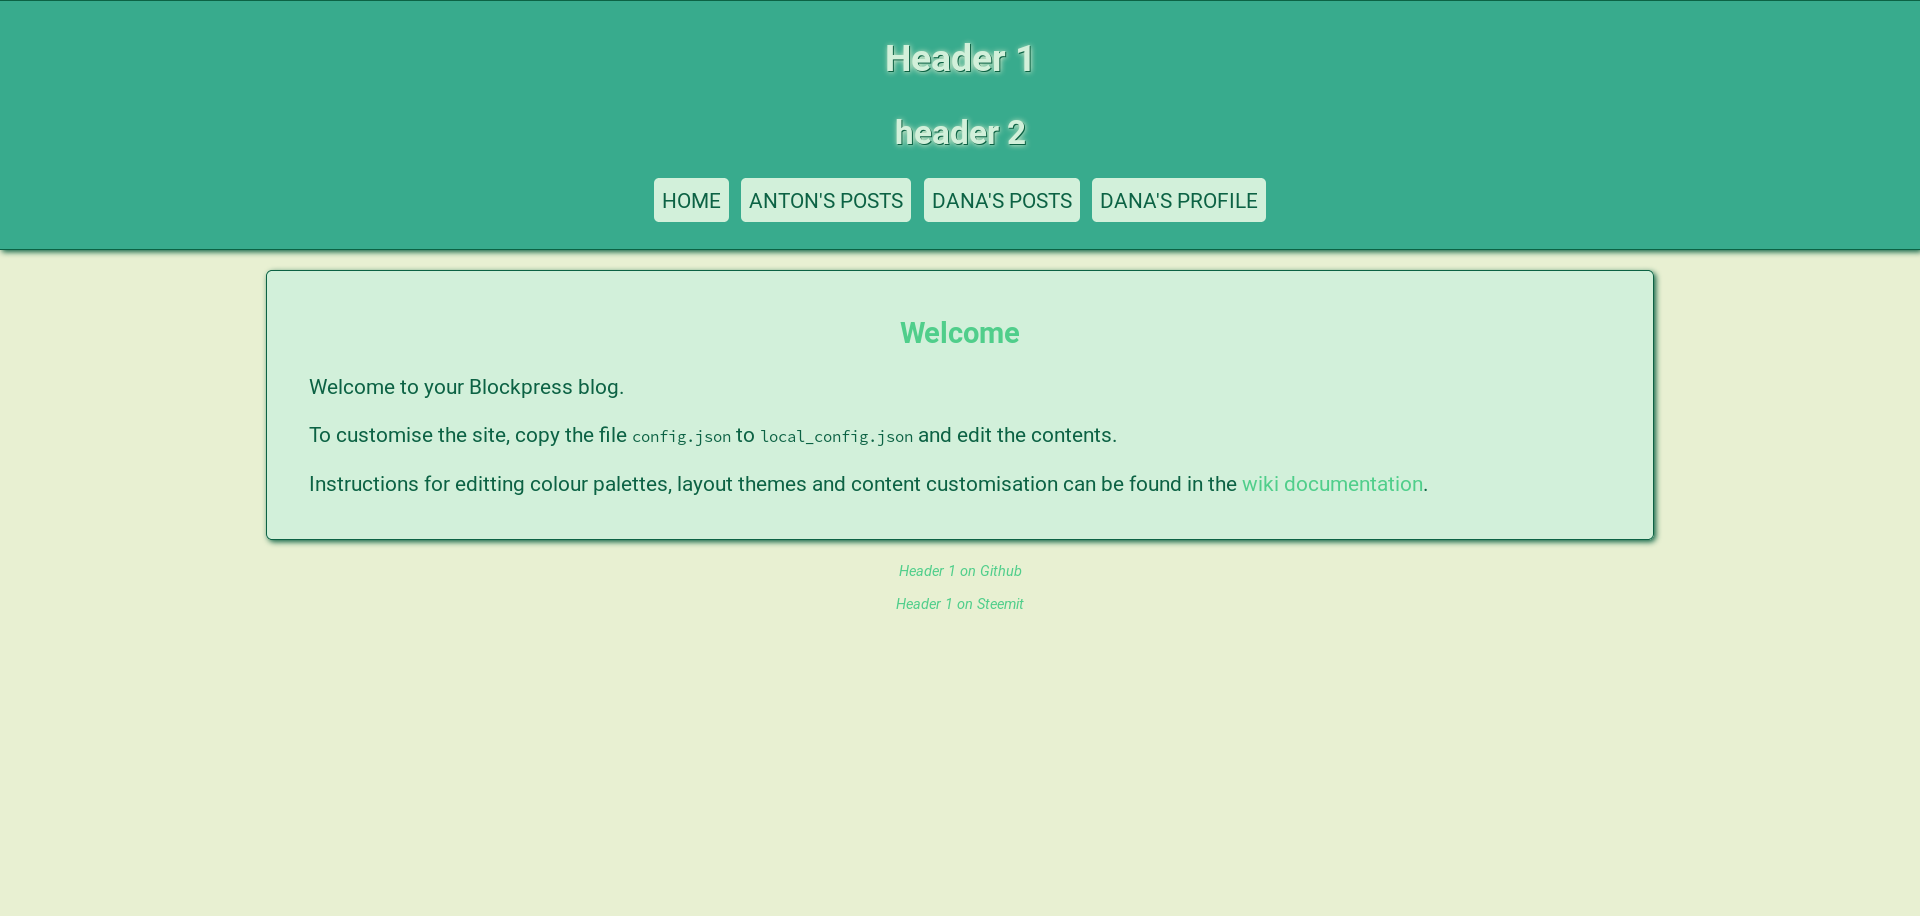 Header 1
header 2
HOME ANTON'S POSTS DANA'S POSTS DANA'S PROFILE
Welcome
Welcome to your Blockpress blog.
To customise the site, copy the file config.json to local_config.json and edit the contents.
Instructions for editting colour palettes, layout themes and content customisation can be found in the wiki documentation.
Header 1 on Github
Header 1 on Steemit